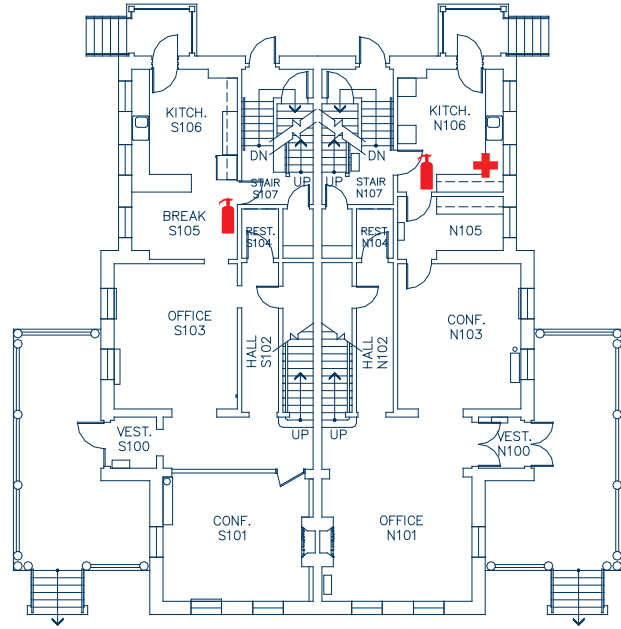 KITCH.
S106
KITCH.
N106
DN
DN
UP
UP
STAIR
S107
STAIR
N107
BREAK
S105
REST.
S104
REST.
N104
N105
OFFICE
S103
HALL
S102
HALL
N102
CONF.
N103
UP
UP
VEST.
S100
VEST.
N100
CONF.
S101
OFFICE
N101